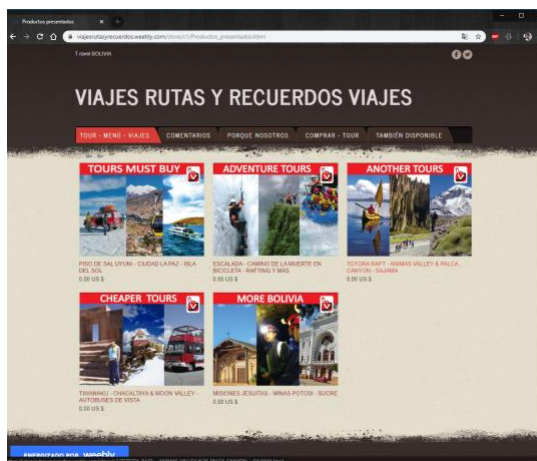 Productos presentados
viajesrutasyrecuerdos.weebly.com/store/c1/Productos_presentados.html
Travel BOLIVIA
VIAJES RUTAS Y RECUERDOS VIAJES
TOUR - MENÚ - VIAJES COMENTARIOS PORQUE NOSOTROS COMPRAR - TOUR TAMBIÉN DISPONIBLE
TOURS MUST BUY
PISO DE SAL UYUNI - CIUDAD LA PAZ - ISLA
DEL SOL
0.00 US $
ADVENTURE TOURS
ESCALADA - CAMINO DE LA MUERTE EN
BICICLETA - RAFTING Y MÁS
0.00 US $
ANOTHER TOURS
TOTORA RAFT - ANIMAS VALLEY & PALCA
CANYON - SAJAMA
0.00 US $
CHEAPER TOURS
TIAWANAKU - CHACALTAYA & MOON VALLEY -
AUTOBUSES DE VISTA
0.00 US $
MORE BOLIVIA
MISIONES JESUITAS - MINAS POTOSI - SUCRE
0.00 US $
ENERGIZADO POR weebly